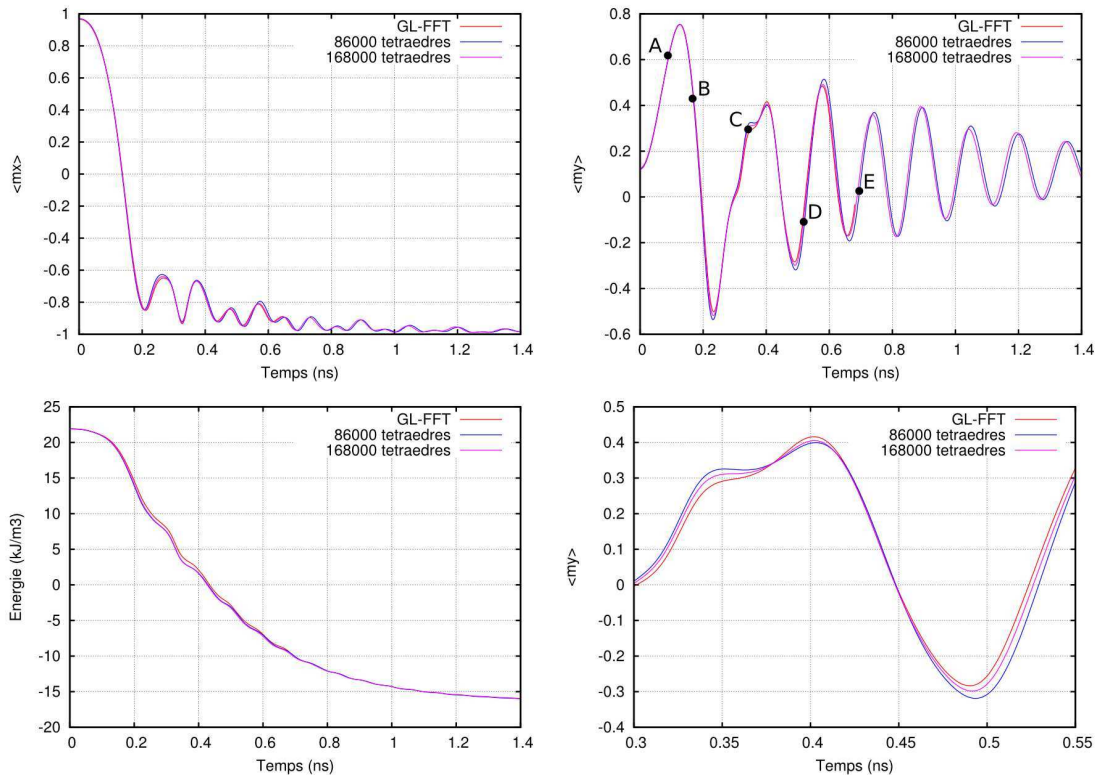 1
0.8
0.6
0.4
0.2
0
-0.2
-0.4
-0.6
-0.8
-1
<mx>
GL-FFT
86000 tetraedres
168000 tetraedres
0 0.2 0.4 0.6 0.8 1 1.2 1.4
Temps (ns)
0.8
0.6
0.4
0.2
0
-0.2
-0.4
-0.6
<my>
GL-FFT
86000 tetraedres
168000 tetraedres
A
B
C
D
E
0 0.2 0.4 0.6 0.8 1 1.2 1.4
Temps (ns)
25
20
15
10
5
0
-5
-10
-15
-20
Energie (kJ/m3)
GL-FFT
86000 tetraedres
168000 tetraedres
0 0.2 0.4 0.6 0.8 1 1.2 1.4
Temps (ns)
0.5
0.4
0.3
0.2
0.1
0
-0.1
-0.2
-0.3
-0.4
<my>
GL-FFT
86000 tetraedres
168000 tetraedres
0.3 0.4 0.45 0.5 0.55
Temps (ns)